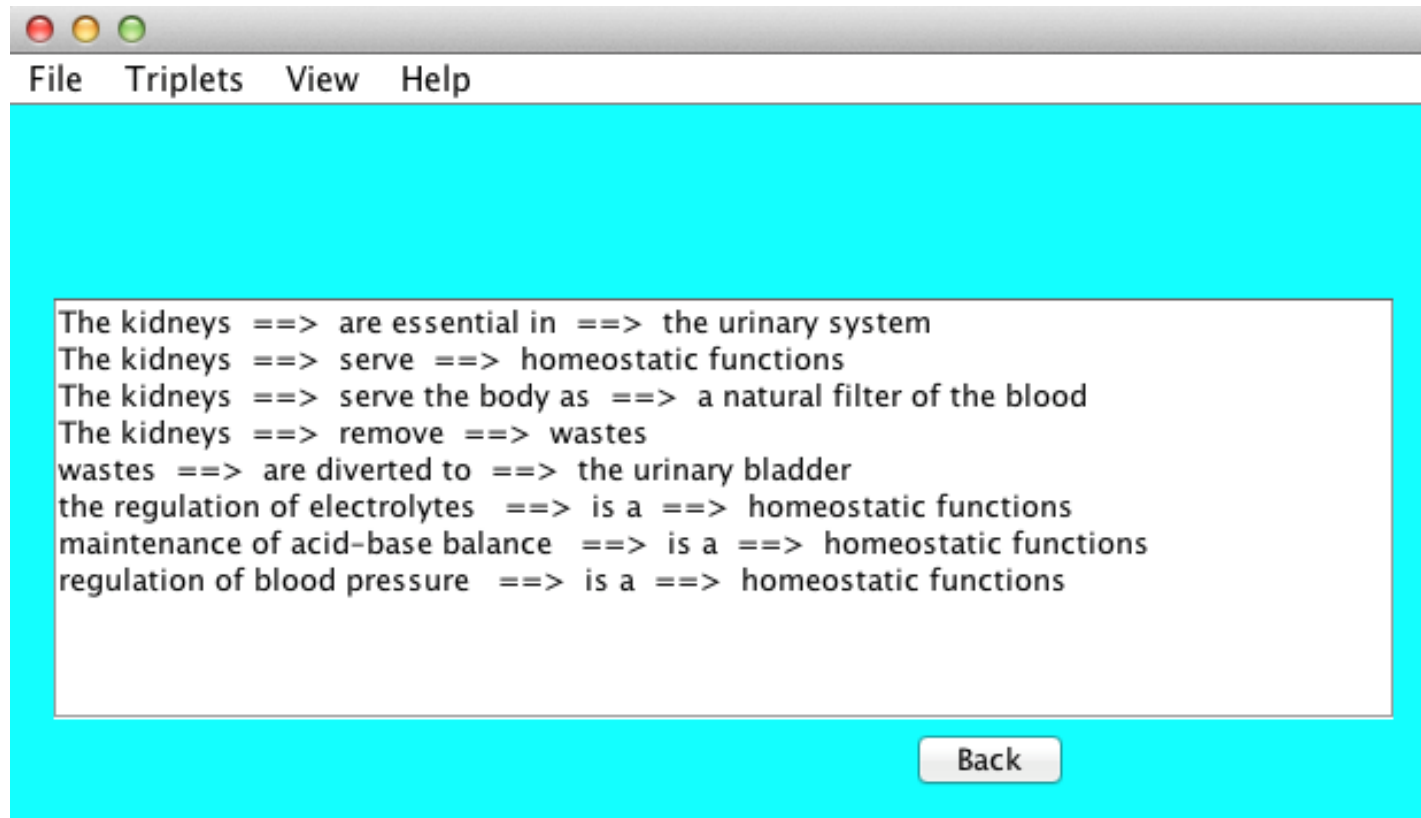 File Triplets View Help
The kidneys ==> are essential in ==> the urinary system
The kidneys ==> serve ==> homeostatic functions
The kidneys ==> serve the body as ==> a natural filter of the blood
The kidneys ==> remove ==> wastes
wastes ==> are diverted to ==> the urinary bladder
the regulation of electrolytes ==> is a ==> homeostatic functions
maintenance of acid-base balance ==> is a ==> homeostatic functions
regulation of blood pressure ==> is a ==> homeostatic functions
Back